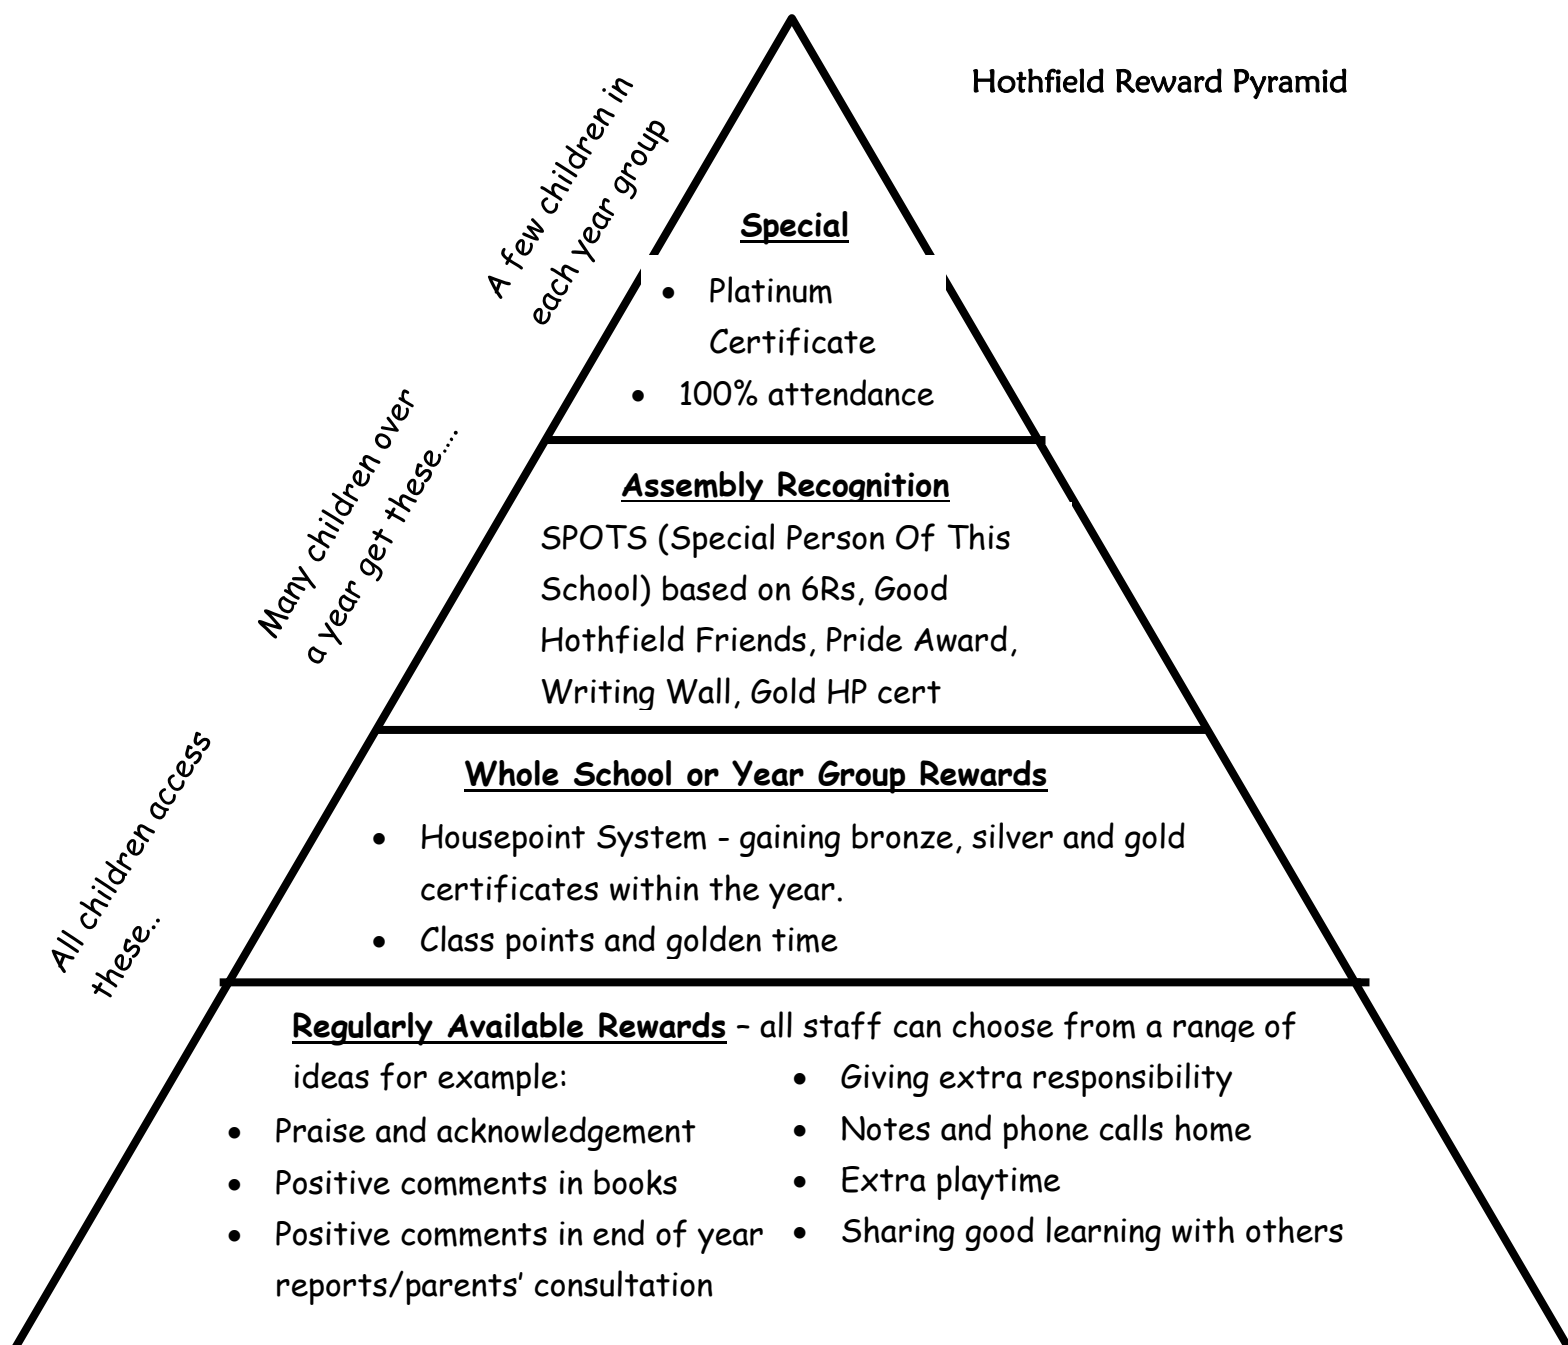 Hothfield Reward Pyramid
A few children in
each year group
Special
• Platinum
Certificate
• 100% attendance
Many children over
a year get these....
Assembly Recognition
SPOTS (Special Person Of This
School) based on 6Rs, Good
Hothfield Friends, Pride Award,
Writing Wall, Gold HP cert
All children access
these..
Whole School or Year Group Rewards
• Housepoint System - gaining bronze, silver and gold
certificates within the year.
• Class points and golden time
Regularly Available Rewards – all staff can choose from a range of
ideas for example:
• Praise and acknowledgement
• Positive comments in books
• Positive comments in end of year
reports/parents’ consultation
• Giving extra responsibility
• Notes and phone calls home
• Extra playtime
• Sharing good learning with others